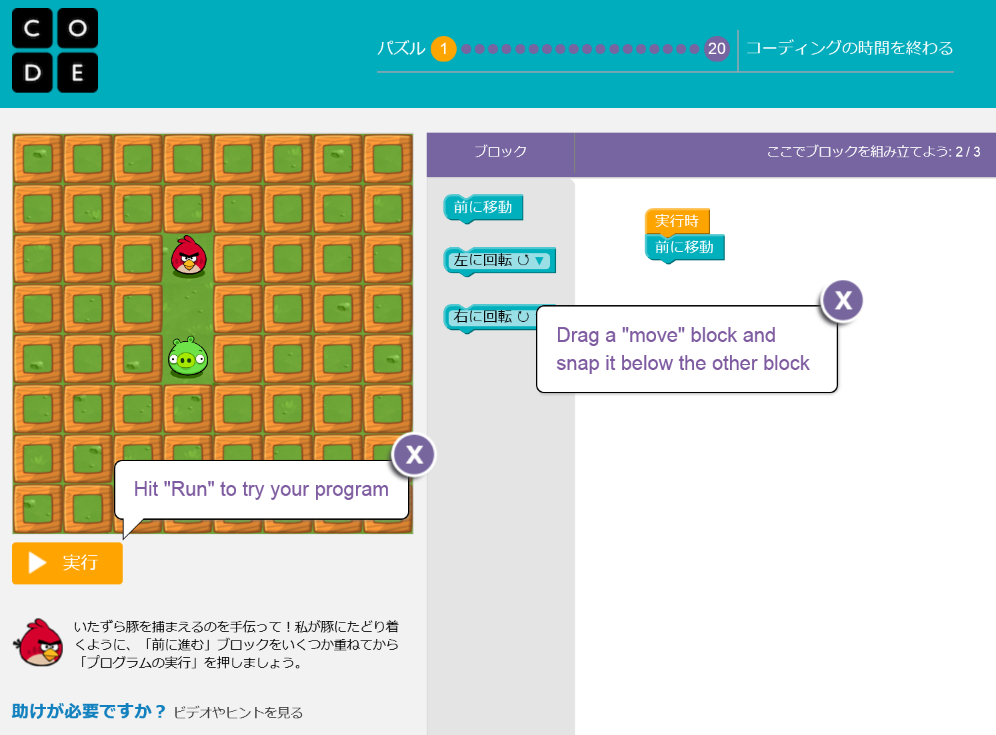 C O
D E
パズル 1 20 コーディングの時間を終わる
ブロック
ここでブロックを組み立てよう: 2 / 3
前に移動
左に回転 ↺ ▼
右に回転 ↻
実行時
前に移動
X
Drag a "move" block and
snap it below the other block
X
Hit "Run" to try your program
実行
いたずら豚を捕まえるのを手伝って！私が豚にたどり着
くように、「前に進む」ブロックをいくつか重ねてから
「プログラムの実行」を押しましょう。
助けが必要ですか？ ビデオやヒントを見る